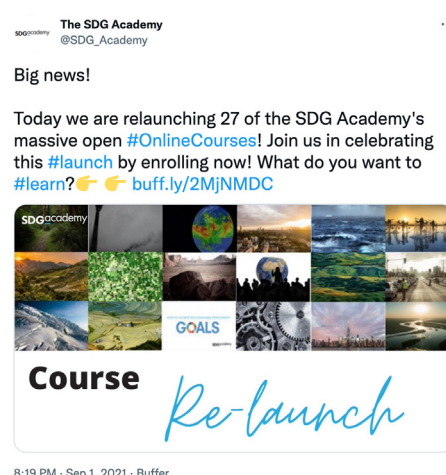 The SDG Academy
SDGacademy
@SDG_Academy
Big news!
Today we are relaunching 27 of the SDG Academy's
massive open #OnlineCourses! Join us in celebrating
this #launch by enrolling now! What do you want to
#learn?👉 👉 buff.ly/2MjNMDC
SDGacademy
GOALS
Course
Re-launch
8:19 PM · Sep 1, 2021 · Buffer